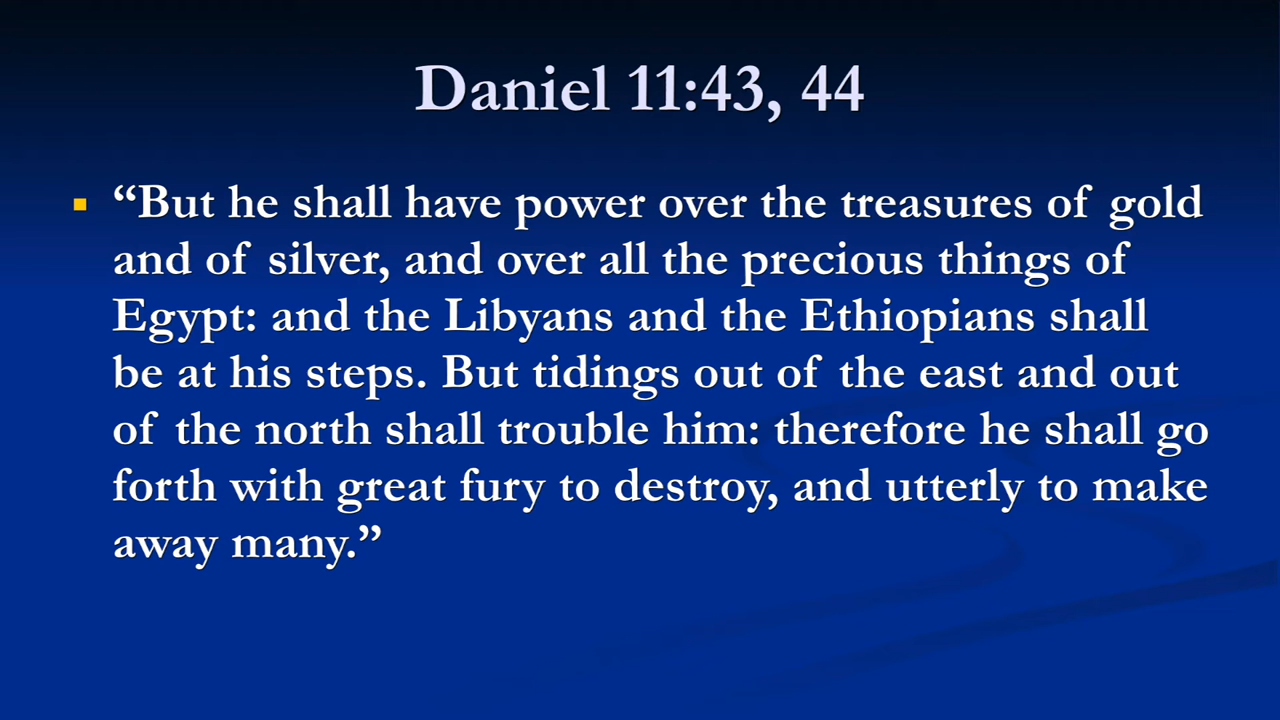 Daniel 11:43, 44
“But he shall have power over the treasures of gold
and of silver, and over all the precious things of
Egypt: and the Libyans and the Ethiopians shall
be at his steps. But tidings out of the east and out
of the north shall trouble him: therefore he shall go
forth with great fury to destroy, and utterly to make
away many.”